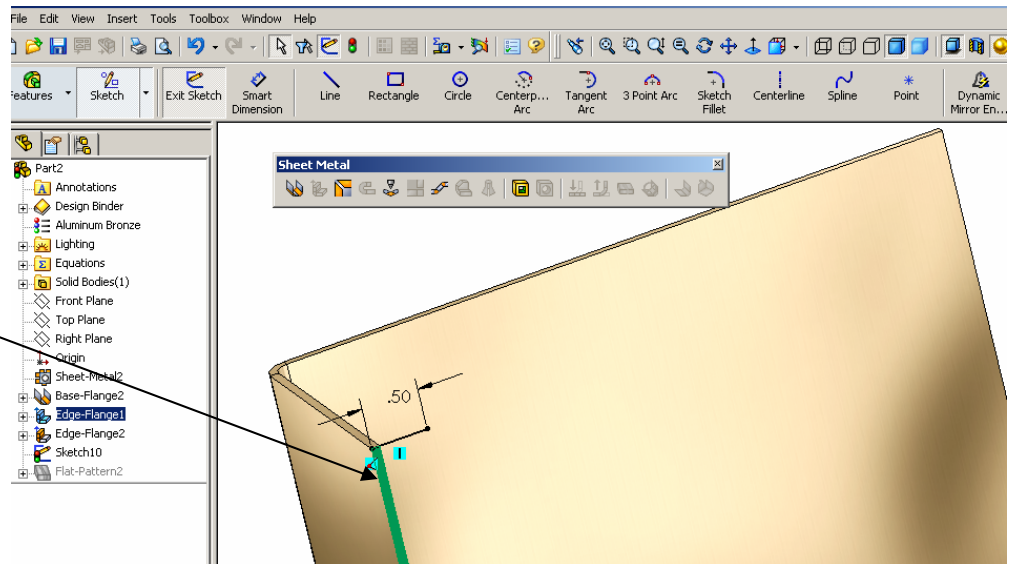 File Edit View Insert Tools Toolbox Window Help
Features Sketch Exit Sketch Smart Dimension Line Rectangle Circle Centerp... Arc Tangent Arc 3 Point Arc Sketch Fillet Centerline Spline Point Dynamic Mirror En...
Sheet Metal
Part2
Annotations
Design Binder
Aluminum Bronze
Lighting
Equations
Solid Bodies(1)
Front Plane
Top Plane
Right Plane
Origin
Sheet-Metal2
Base-Flange2
Edge-Flange1
Edge-Flange2
Sketch10
Flat-Pattern2
.50